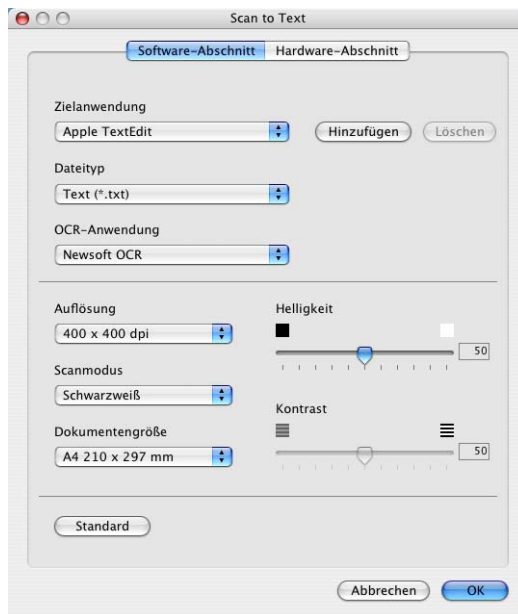 Scan to Text
Software-Abschnitt Hardware-Abschnitt
Zielanwendung
Apple TextEdit Hinzufügen Löschen
Dateityp
Text (*.txt)
OCR-Anwendung
Newsoft OCR
Auflösung
400 x 400 dpi
Scanmodus
Schwarzweiß
Dokumentengröße
A4 210 x 297 mm
Helligkeit
50
Kontrast
50
Standard
Abbrechen OK